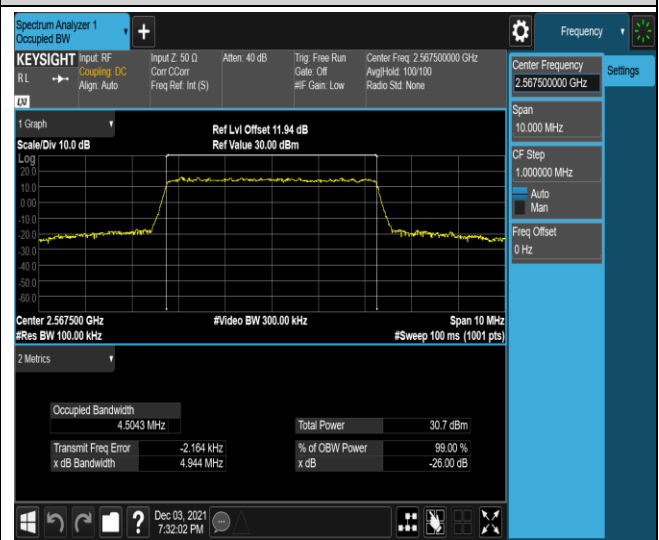 Spectrum Analyzer 1
Occupied BW
Frequency
KEYSIGHT
RL
LXI
Input: RF
Coupling: DC
Align: Auto
Input Z: 50 Ω
Corr CCorr
Freq Ref: Int (S)
Atten: 40 dB
Trig: Free Run
Gate: Off
#IF Gain: Low
Center Freq: 2.567500000 GHz
Avg|Hold: 100/100
Radio Std: None
Center Frequency
2.567500000 GHz
Settings
Span
10.000 MHz
CF Step
1.000000 MHz
Auto
Man
Freq Offset
0 Hz
1 Graph
Scale/Div 10.0 dB
Ref Lvl Offset 11.94 dB
Ref Value 30.00 dBm
Log
20.0
10.0
0.00
-10.0
-20.0
-30.0
-40.0
-50.0
-60.0
Center 2.567500 GHz
#Video BW 300.00 kHz
Span 10 MHz
#Res BW 100.00 kHz
#Sweep 100 ms (1001 pts)
2 Metrics
Occupied Bandwidth
4.5043 MHz
Total Power 30.7 dBm
Transmit Freq Error -2.164 kHz
% of OBW Power 99.00 %
x dB Bandwidth 4.944 MHz
x dB -26.00 dB
?
Dec 03, 2021
7:32:02 PM